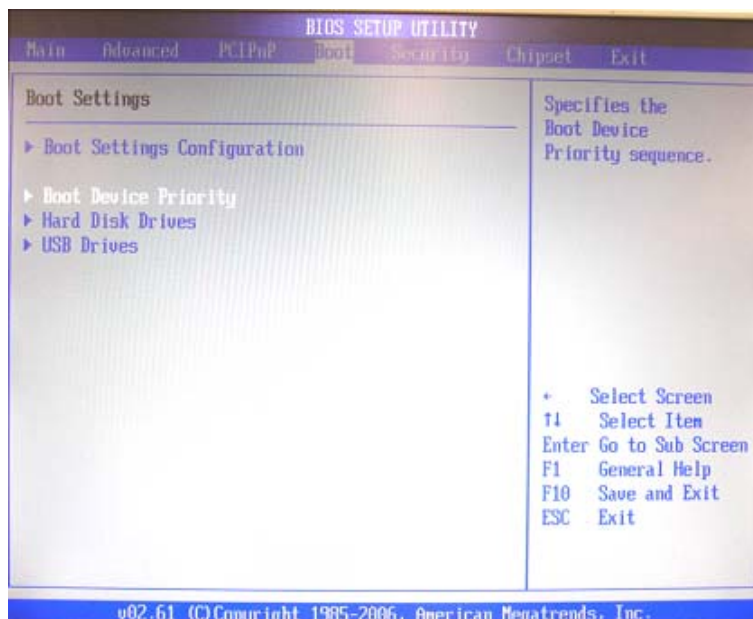 BIOS SETUP UTILITY
Main Advanced PCIPnP Boot Security Chipset Exit
Boot Settings
▶ Boot Settings Configuration
▶ Boot Device Priority
▶ Hard Disk Drives
▶ USB Drives
Specifies the
Boot Device
Priority sequence.
← Select Screen
↑↓ Select Item
Enter Go to Sub Screen
F1 General Help
F10 Save and Exit
ESC Exit
v02.61 (C)Copyright 1985-2006, American Megatrends, Inc.